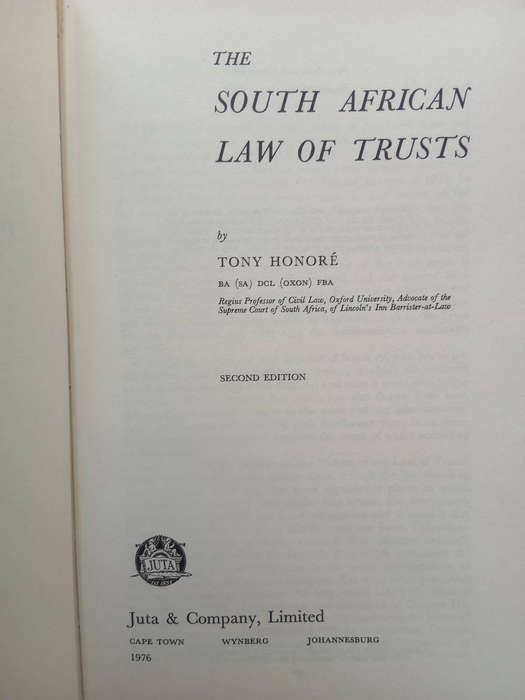 THE
SOUTH AFRICAN
LAW OF TRUSTS
by
TONY HONORÉ
BA (SA) DCL (OXON) FBA
Regius Professor of Civil Law, Oxford University, Advocate of the
Supreme Court of South Africa, of Lincoln's Inn Barrister-at-Law
SECOND EDITION
JUTA
Juta & Company, Limited
CAPE TOWN WYNBERG JOHANNESBURG
1976